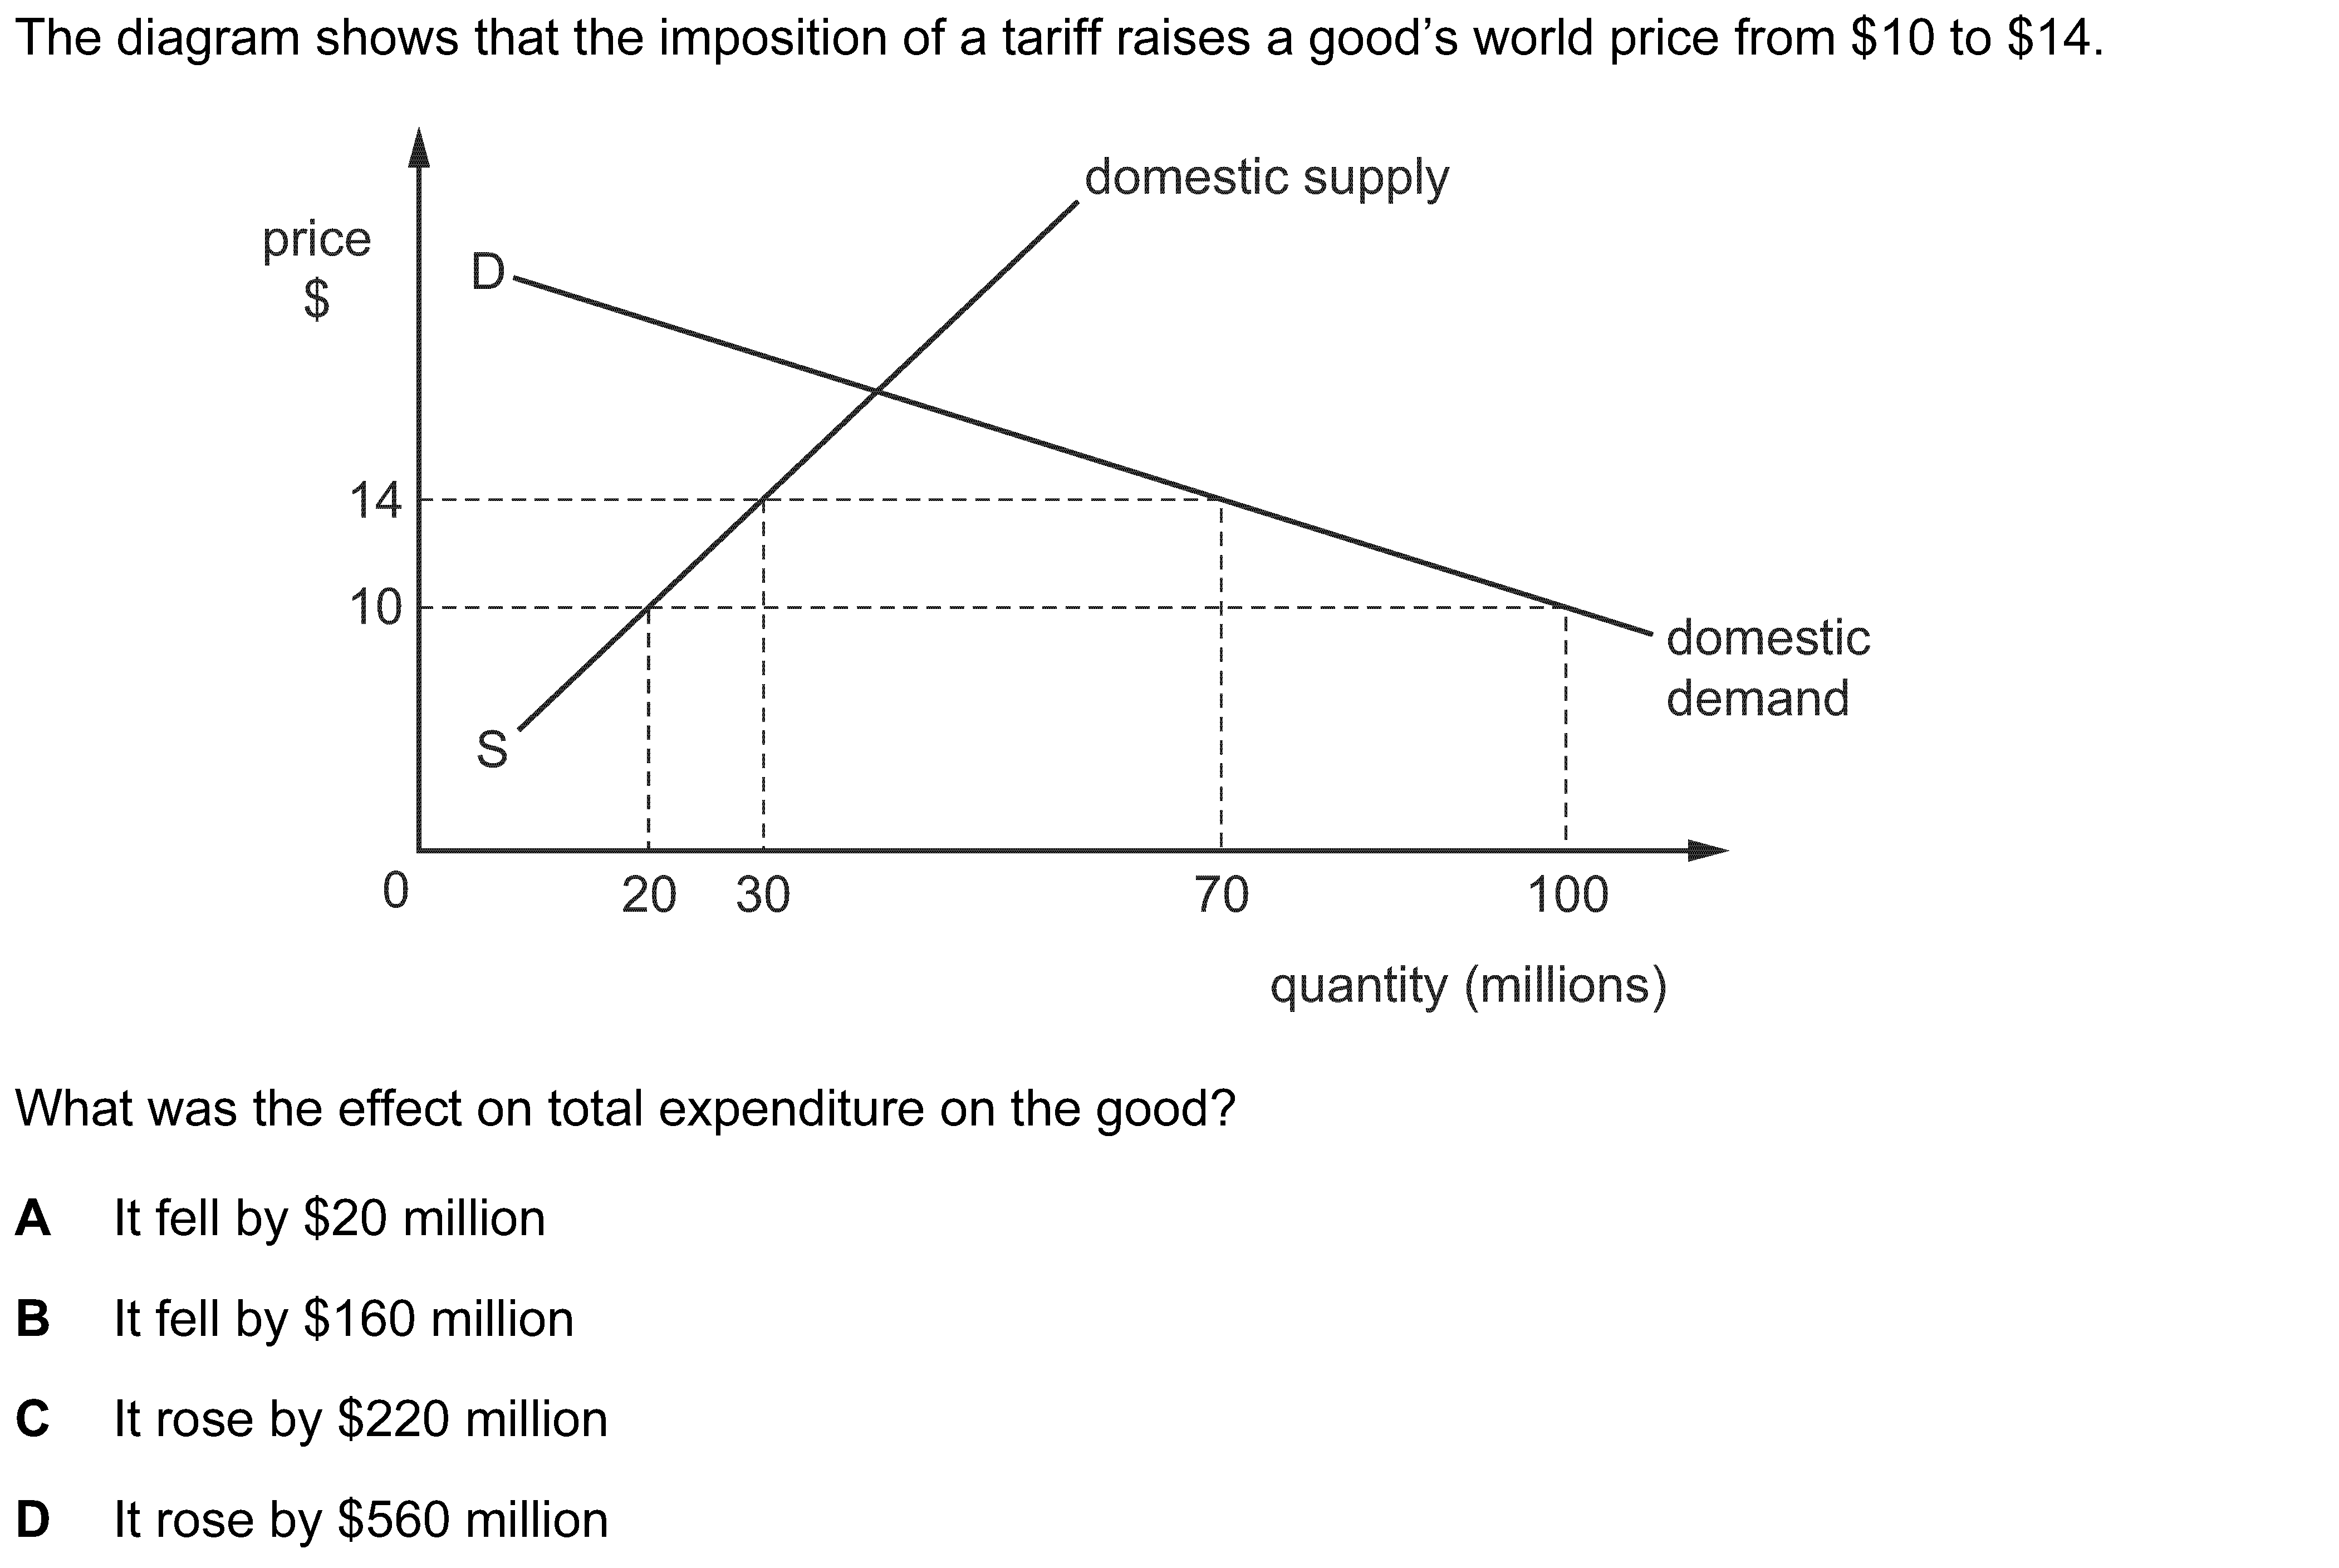 The diagram shows that the imposition of a tariff raises a good’s world price from $10 to $14.
domestic supply
price
$
D
14
10
domestic
demand
S
0 20 30 70 100
quantity (millions)
What was the effect on total expenditure on the good?
A It fell by $20 million
B It fell by $160 million
C It rose by $220 million
D It rose by $560 million